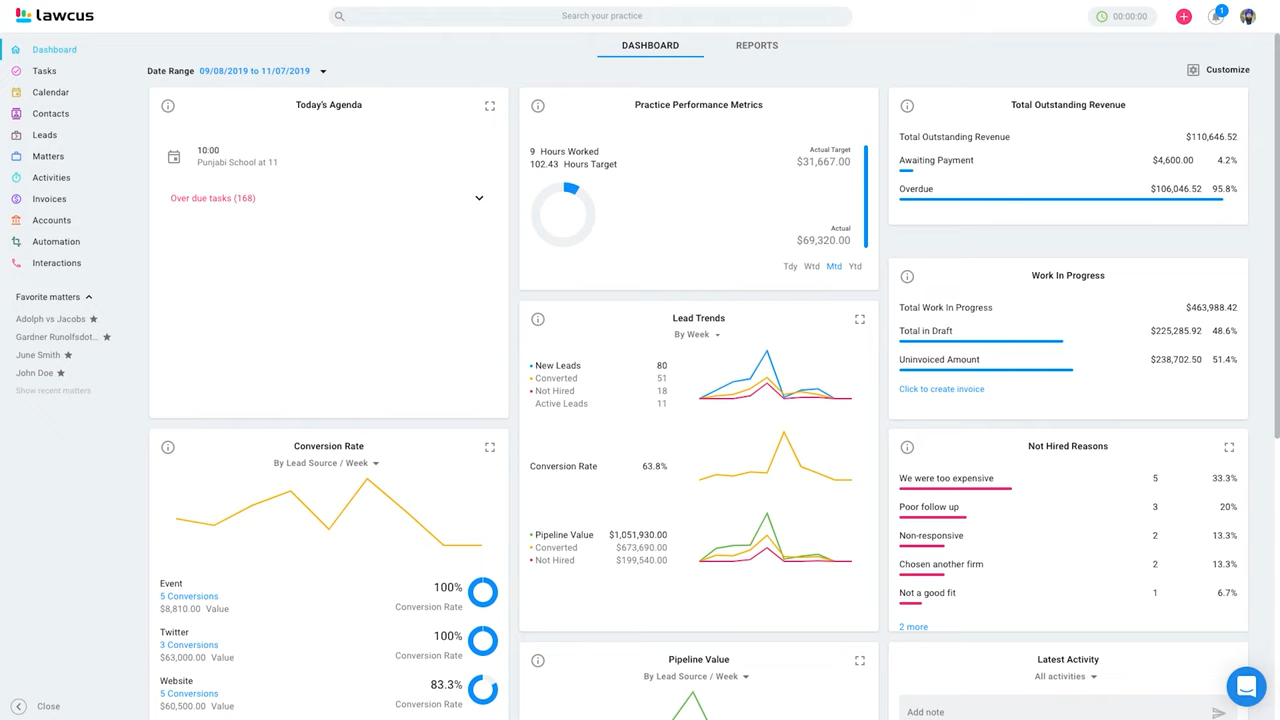 lawcus
Search your practice
00:00:00
1
Dashboard
Tasks
Calendar
Contacts
Leads
Matters
Activities
Invoices
Accounts
Automation
Interactions
Favorite matters
Adolph vs Jacobs
Gardner Runolfsdot...
June Smith
John Doe
Show recent matters
Close
DASHBOARD
REPORTS
Date Range 09/08/2019 to 11/07/2019
Customize
Today's Agenda
10:00
Punjabi School at 11
Over due tasks (168)
Practice Performance Metrics
9 Hours Worked
102.43 Hours Target
Actual Target
$31,667.00
Actual
$69,320.00
Tdy Wtd Mtd Ytd
Total Outstanding Revenue
Total Outstanding Revenue $110,646.52
Awaiting Payment $4,600.00 4.2%
Overdue $106,046.52 95.8%
Work In Progress
Total Work In Progress $463,988.42
Total in Draft $225,285.92 48.6%
Uninvoiced Amount $238,702.50 51.4%
Click to create invoice
Lead Trends
By Week
New Leads 80
Converted 51
Not Hired 18
Active Leads 11
Conversion Rate 63.8%
Pipeline Value $1,051,930.00
Converted $673,690.00
Not Hired $199,540.00
Conversion Rate
By Lead Source / Week
Event
5 Conversions
$8,810.00 Value
100%
Conversion Rate
Twitter
3 Conversions
$63,000.00 Value
100%
Conversion Rate
Website
5 Conversions
$60,500.00 Value
83.3%
Conversion Rate
Not Hired Reasons
We were too expensive 5 33.3%
Poor follow up 3 20%
Non-responsive 2 13.3%
Chosen another firm 2 13.3%
Not a good fit 1 6.7%
2 more
Pipeline Value
By Lead Source / Week
Latest Activity
All activities
Add note